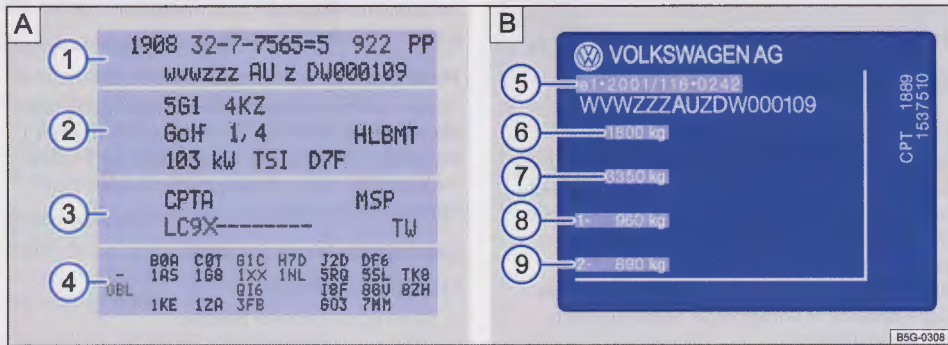 A
1
1908 32-7-7565=5 922 PP
wvwzzz AU z DW000109
2
5G1 4KZ
Golf 1,4 HLBMT
103 kW TSI D7F
3
CPTA MSP
LC9X-------- TW
4
B0A C0T G1C H7D J2D DF6
- 1AS 1G8 1XX 1NL 5RQ 5SL TK8
QI6 I8F 8ZH
1KE 1ZA 3FB 7MM
B
VOLKSWAGEN AG
5
e1*2001/116*0242
WVWZZZAUZDW000109
6
1800 kg
7
3350 kg
8
1- 960 kg
9
2- 890 kg
CPT 1889
1537510
B5G-0308